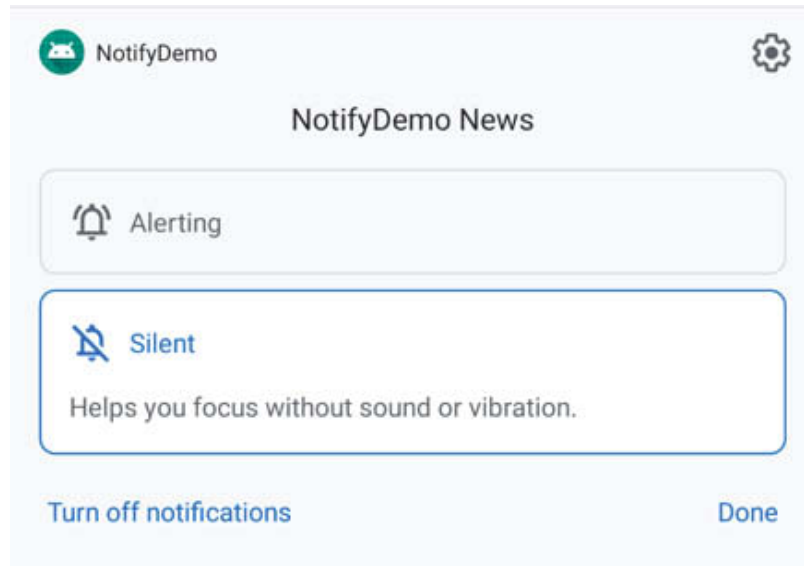 NotifyDemo
NotifyDemo News
Alerting
Silent
Helps you focus without sound or vibration.
Turn off notifications Done